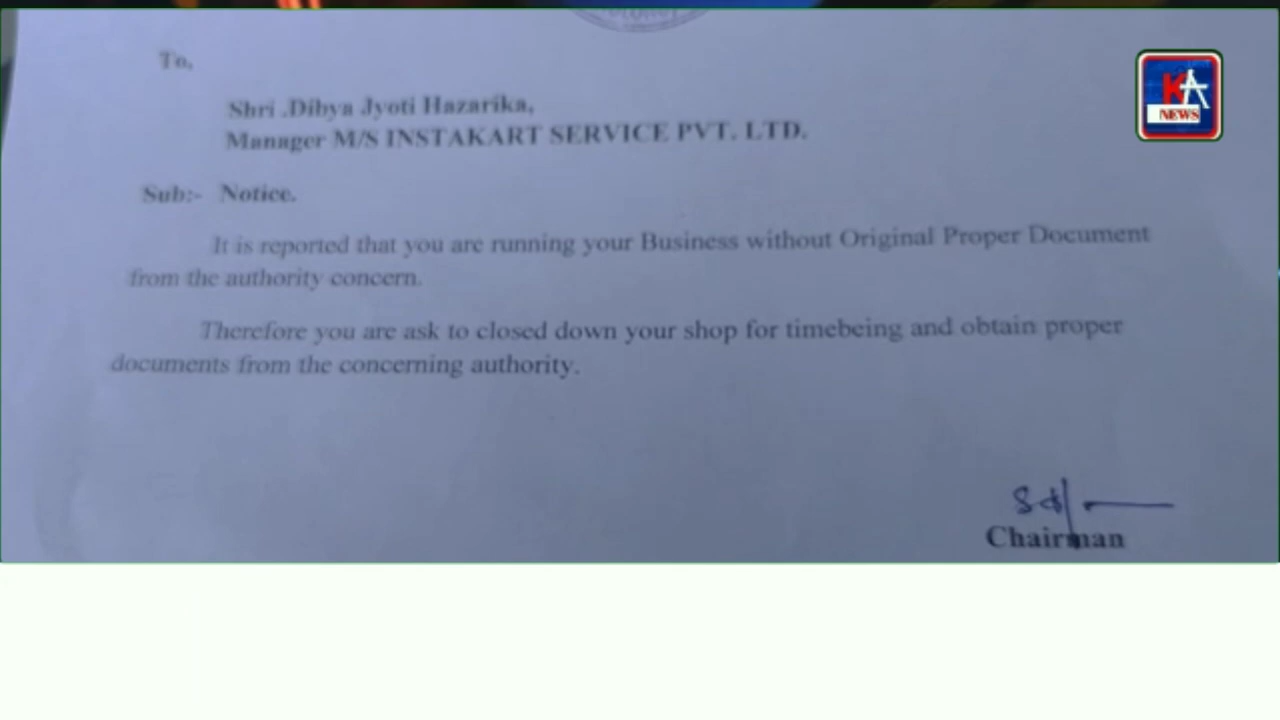 To,
Shri .Dibya Jyoti Hazarika,
Manager M/S INSTAKART SERVICE PVT. LTD.
KA
NEWS
Sub:- Notice.
It is reported that you are running your Business without Original Proper Document
from the authority concern.
Therefore you are ask to closed down your shop for timebeing and obtain proper
documents from the concerning authority.
Sd/-
Chairman